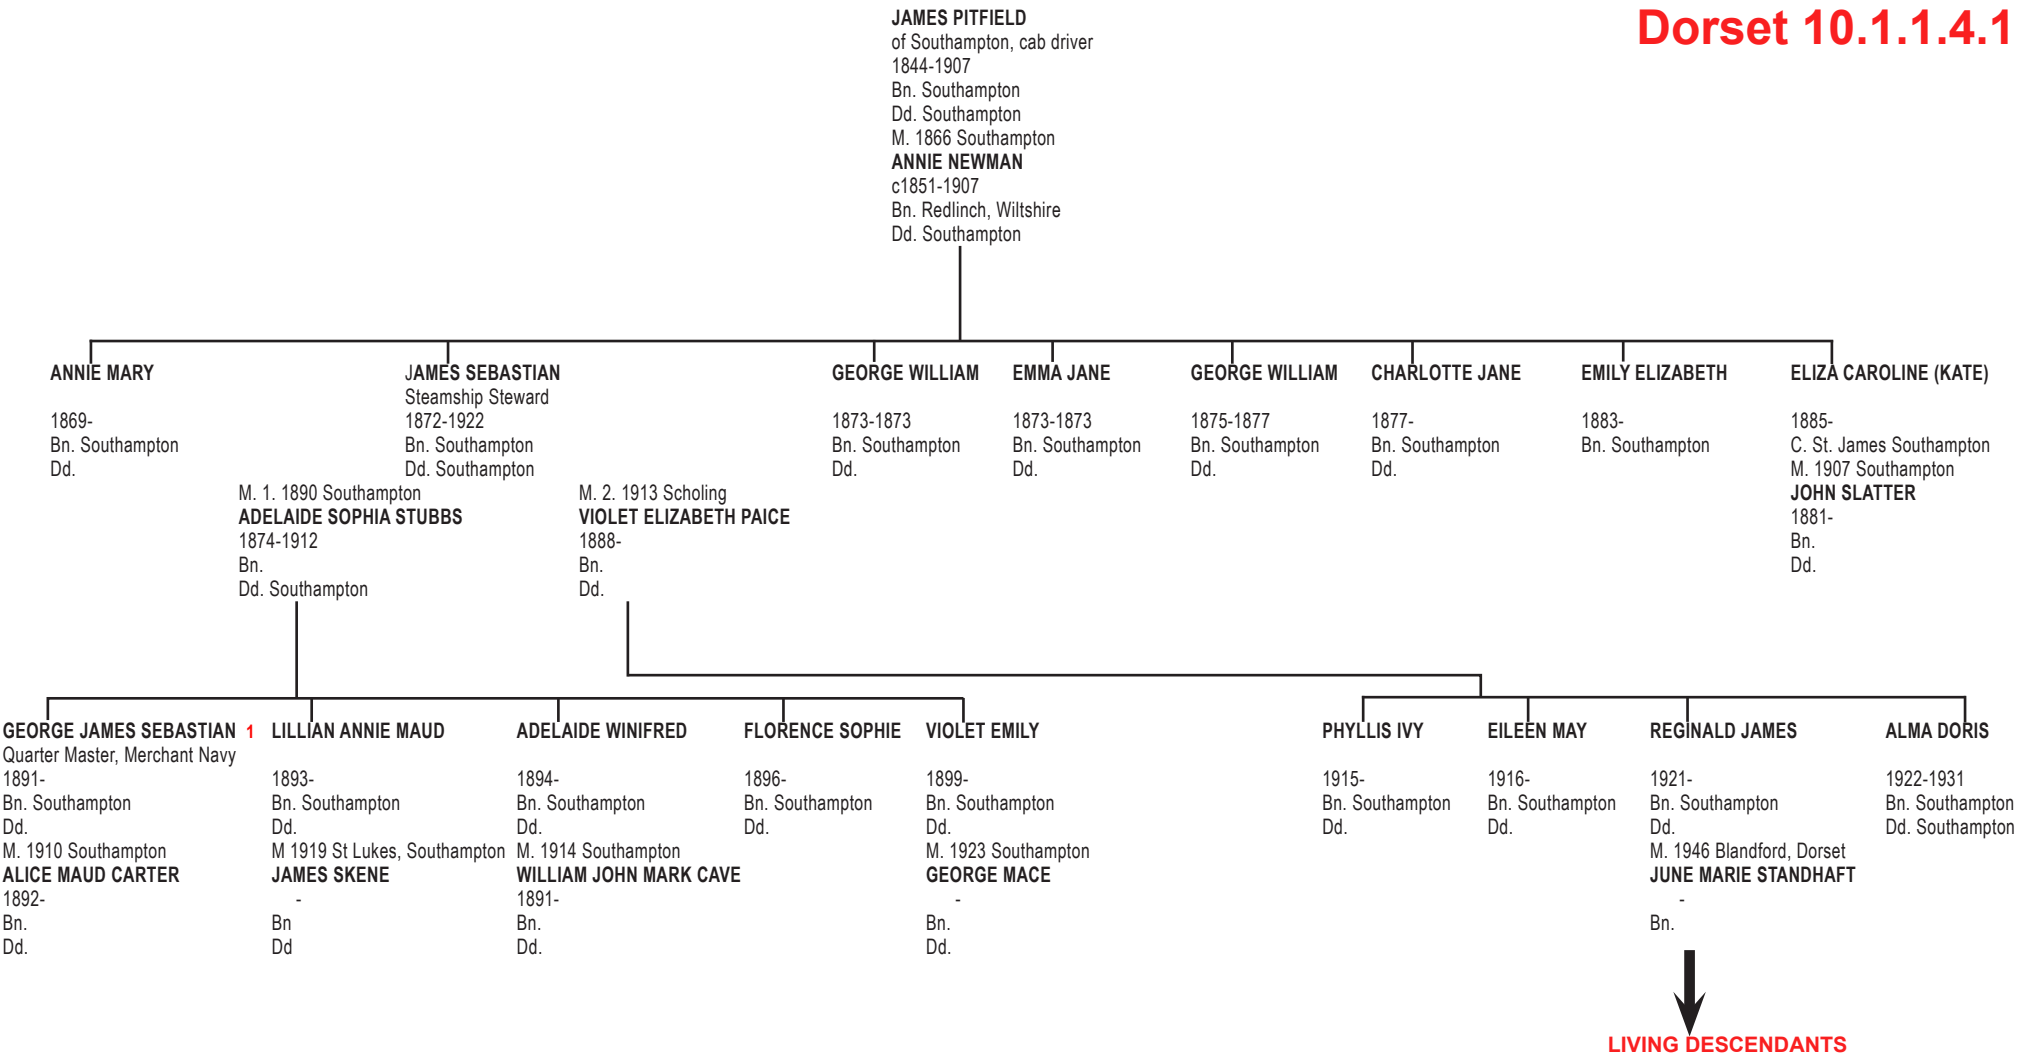 Dorset 10.1.1.4.1
JAMES PITFIELD
of Southampton, cab driver
1844-1907
Bn. Southampton
Dd. Southampton
M. 1866 Southampton
ANNIE NEWMAN
c1851-1907
Bn. Redlinch, Wiltshire
Dd. Southampton
ANNIE MARY
1869-
Bn. Southampton
Dd.
JAMES SEBASTIAN
Steamship Steward
1872-1922
Bn. Southampton
Dd. Southampton
M. 1. 1890 Southampton
ADELAIDE SOPHIA STUBBS
1874-1912
Bn.
Dd. Southampton
M. 2. 1913 Scholing
VIOLET ELIZABETH PAICE
1888-
Bn.
Dd.
GEORGE WILLIAM
1873-1873
Bn. Southampton
Dd.
EMMA JANE
1873-1873
Bn. Southampton
Dd.
GEORGE WILLIAM
1875-1877
Bn. Southampton
Dd.
CHARLOTTE JANE
1877-
Bn. Southampton
Dd.
EMILY ELIZABETH
1883-
Bn. Southampton
ELIZA CAROLINE (KATE)
1885-
C. St. James Southampton
M. 1907 Southampton
JOHN SLATTER
1881-
Bn.
Dd.
GEORGE JAMES SEBASTIAN 1
Quarter Master, Merchant Navy
1891-
Bn. Southampton
Dd.
M. 1910 Southampton
ALICE MAUD CARTER
1892-
Bn.
Dd.
LILLIAN ANNIE MAUD
1893-
Bn. Southampton
Dd.
M 1919 St Lukes, Southampton
JAMES SKENE
-
Bn
Dd
ADELAIDE WINIFRED
1894-
Bn. Southampton
Dd.
M. 1914 Southampton
WILLIAM JOHN MARK CAVE
1891-
Bn.
Dd.
FLORENCE SOPHIE
1896-
Bn. Southampton
Dd.
VIOLET EMILY
1899-
Bn. Southampton
Dd.
M. 1923 Southampton
GEORGE MACE
-
Bn.
Dd.
PHYLLIS IVY
1915-
Bn. Southampton
Dd.
EILEEN MAY
1916-
Bn. Southampton
Dd.
REGINALD JAMES
1921-
Bn. Southampton
Dd.
M. 1946 Blandford, Dorset
JUNE MARIE STANDHAFT
-
Bn.
ALMA DORIS
1922-1931
Bn. Southampton
Dd. Southampton
LIVING DESCENDANTS